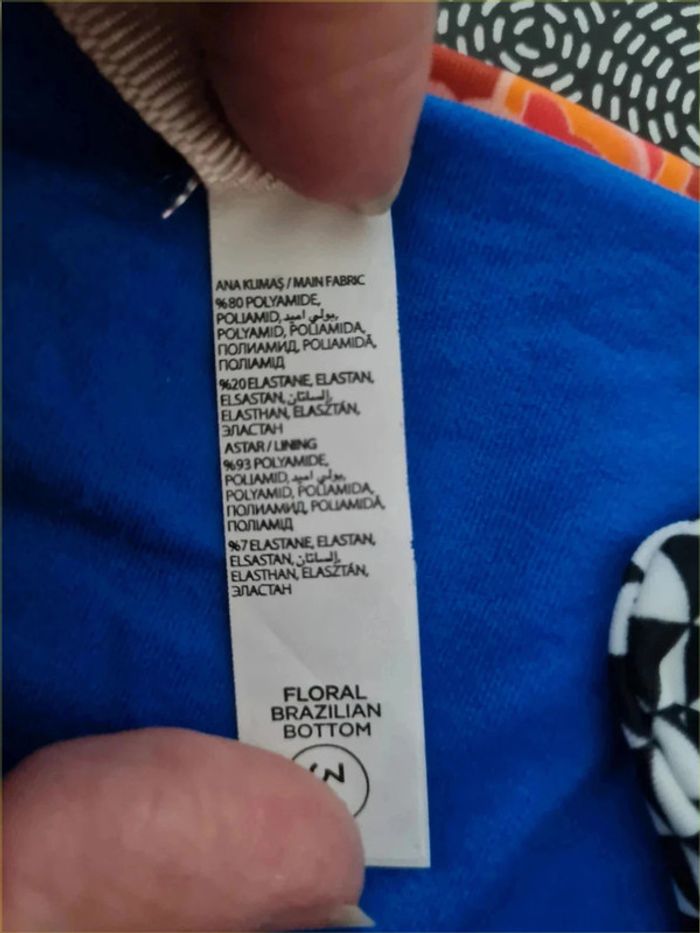 ANA KUMAŞ / MAIN FABRIC
%80 POLYAMIDE,
POLIAMID, بولي اميد,
POLYAMID, POLIAMIDA,
ПОЛИАМИД, POLIAMIDĂ,
ПОЛІАМІД
%20 ELASTANE, ELASTAN,
ELSASTAN, إلساتان,
ELASTHAN, ELASZTÁN,
ЭЛАСТАН
ASTAR / LINING
%93 POLYAMIDE,
POLIAMID, بولي اميد,
POLYAMID, POLIAMIDA,
ПОЛИАМИД, POLIAMIDĂ,
ПОЛІАМІД
%7 ELASTANE, ELASTAN,
ELSASTAN, إلساتان,
ELASTHAN, ELASZTÁN,
ЭЛАСТАН
FLORAL
BRAZILIAN
BOTTOM